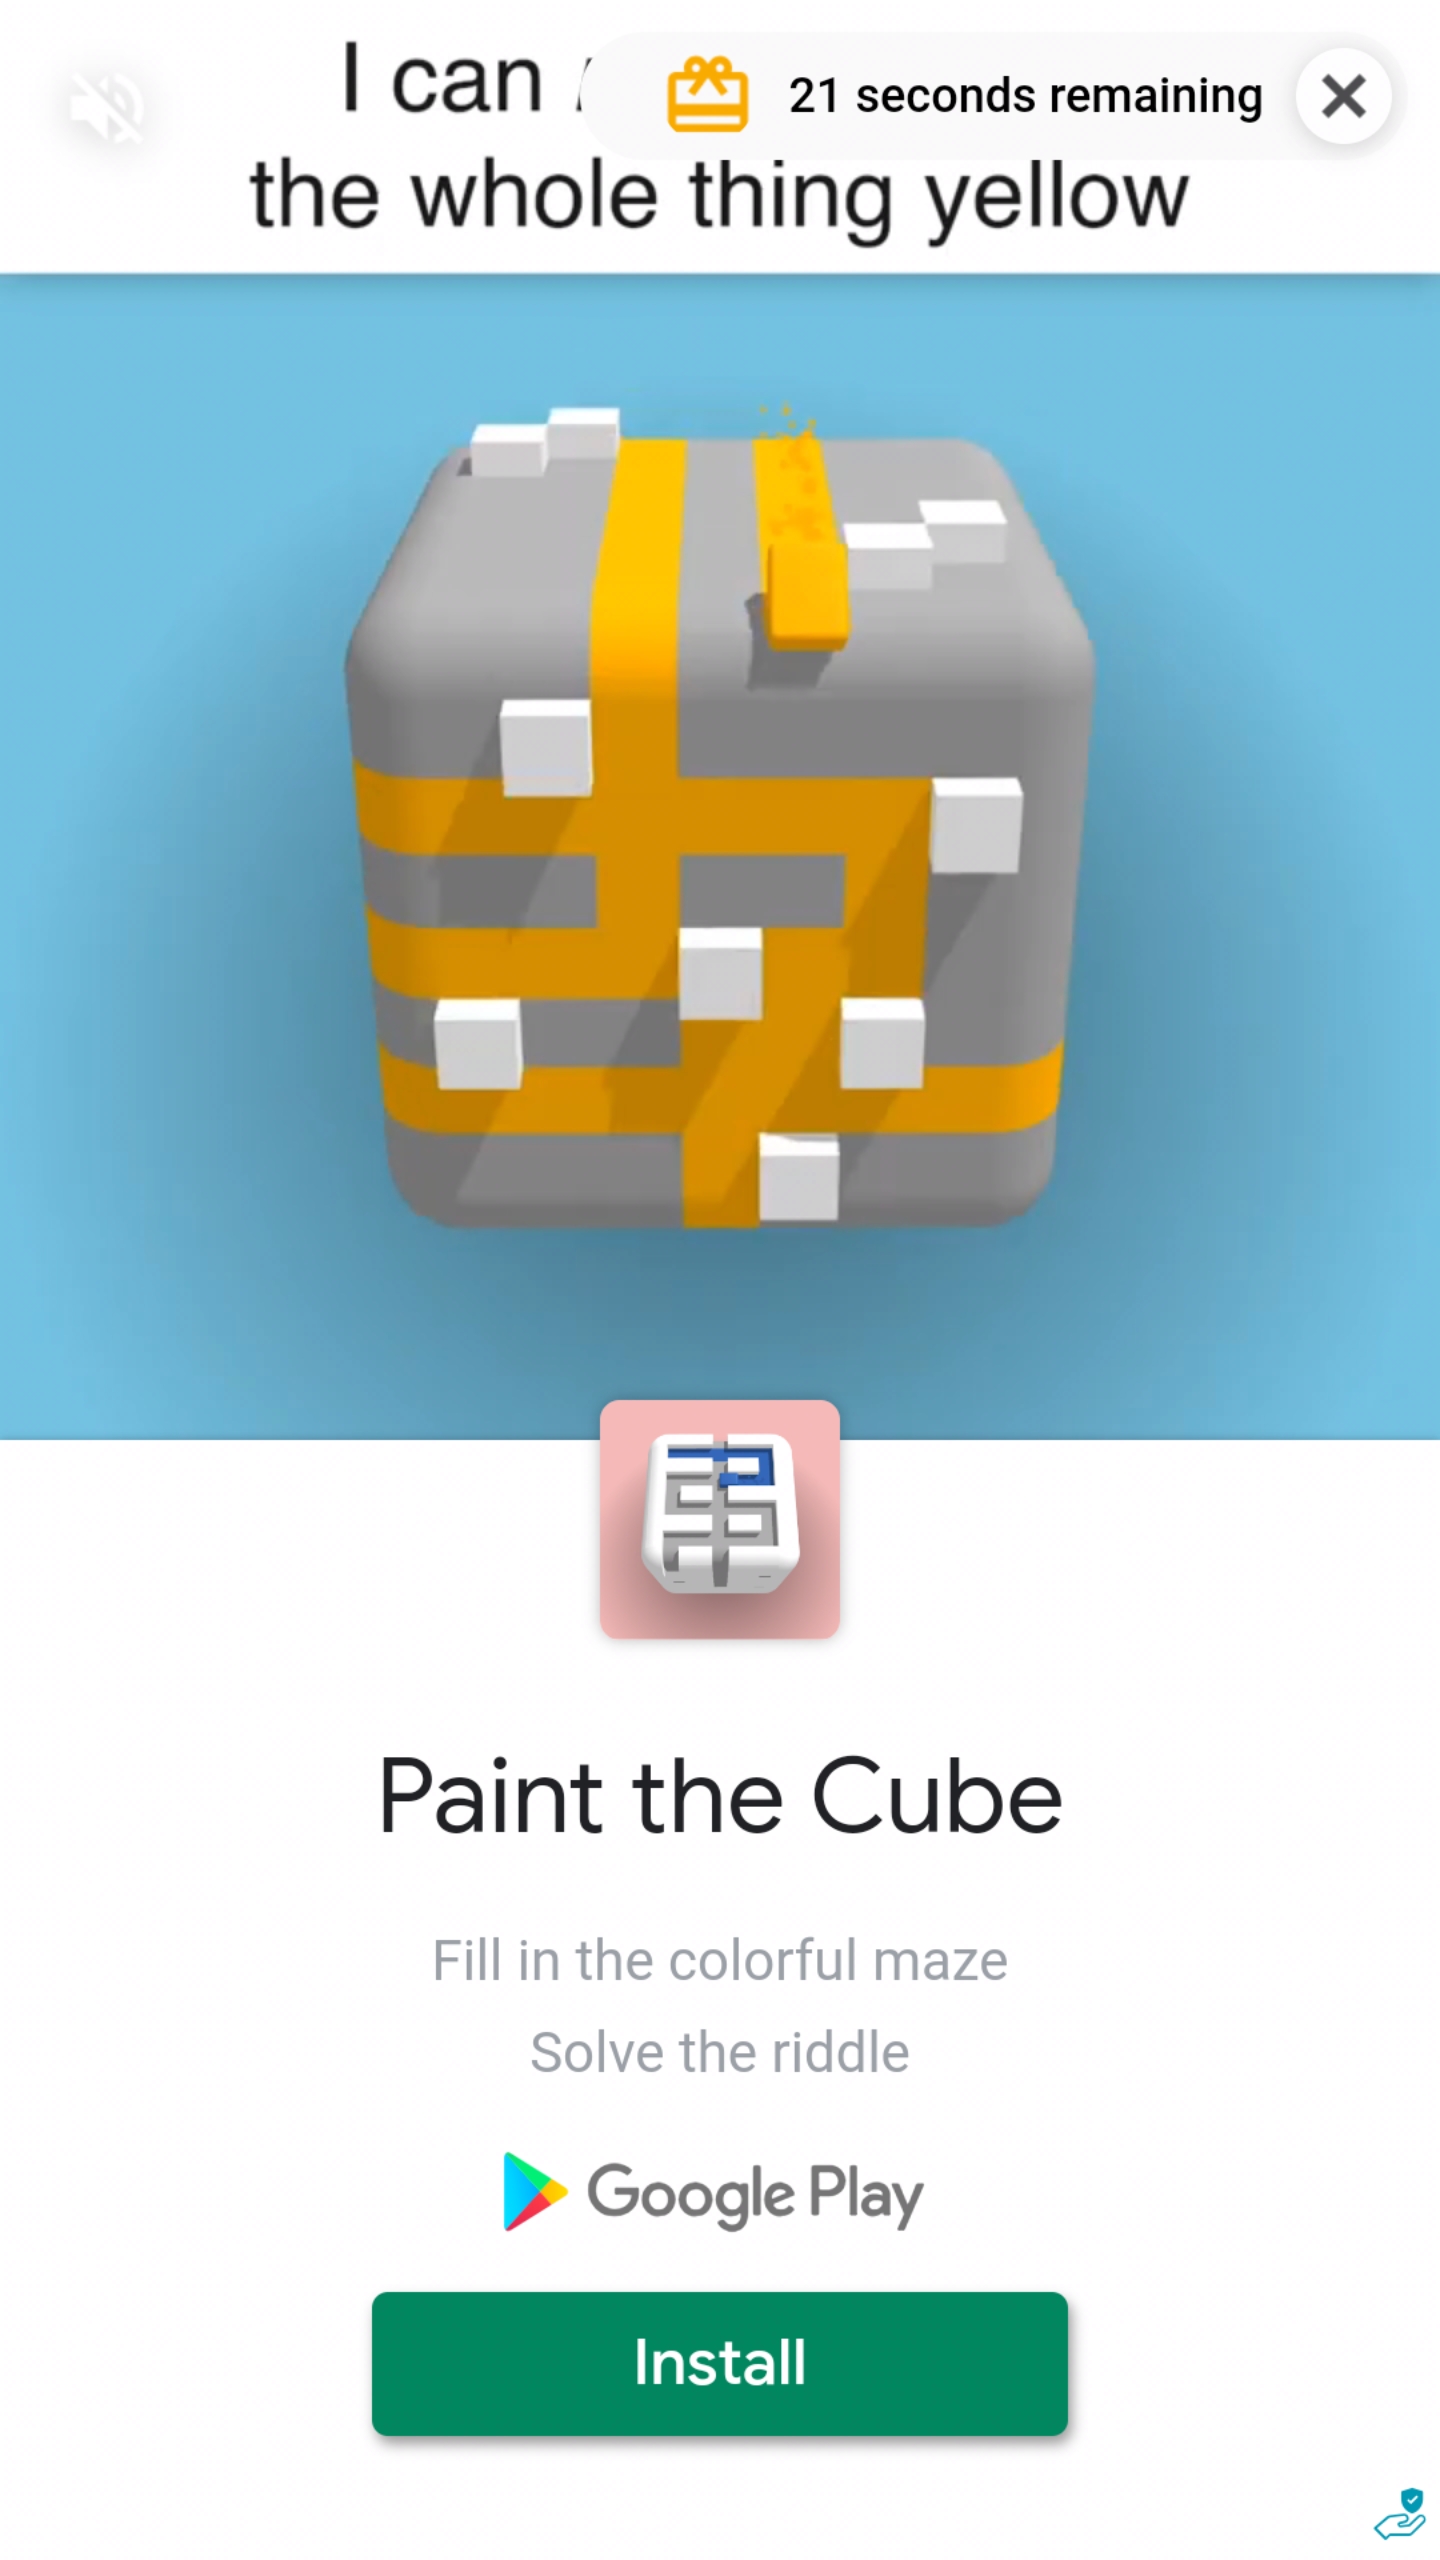 I can
21 seconds remaining
the whole thing yellow
Paint the Cube
Fill in the colorful maze
Solve the riddle
Google Play
Install